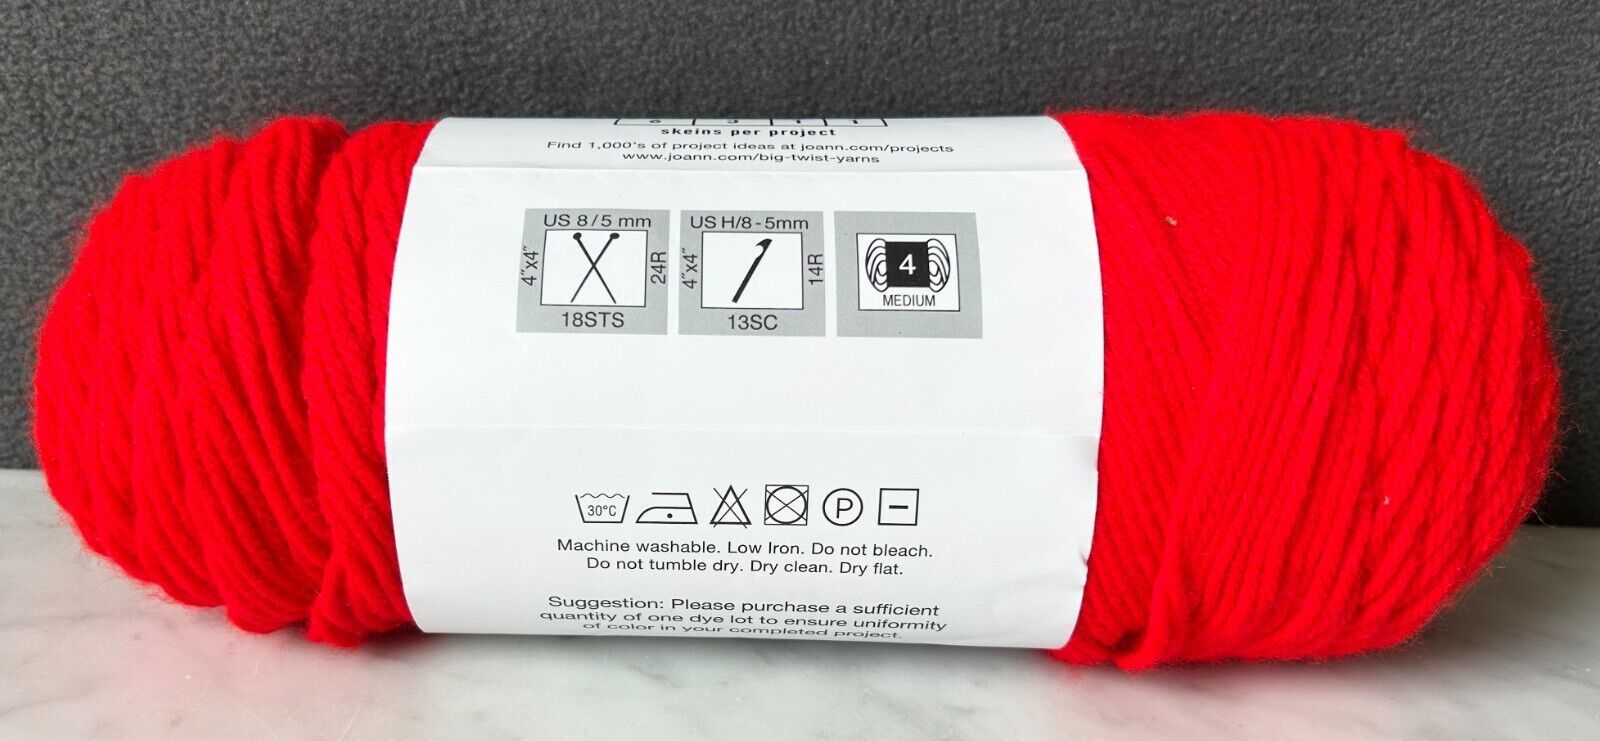 skeins per project
Find 1,000's of project ideas at joann.com/projects
www.joann.com/big-twist-yarns
US 8/5 mm
4"x4"
24R
18STS
US H/8-5mm
4"x4"
14R
13SC
4
MEDIUM
30°C
P
Machine washable. Low Iron. Do not bleach.
Do not tumble dry. Dry clean. Dry flat.
Suggestion: Please purchase a sufficient
quantity of one dye lot to ensure uniformity
of color in your completed project.